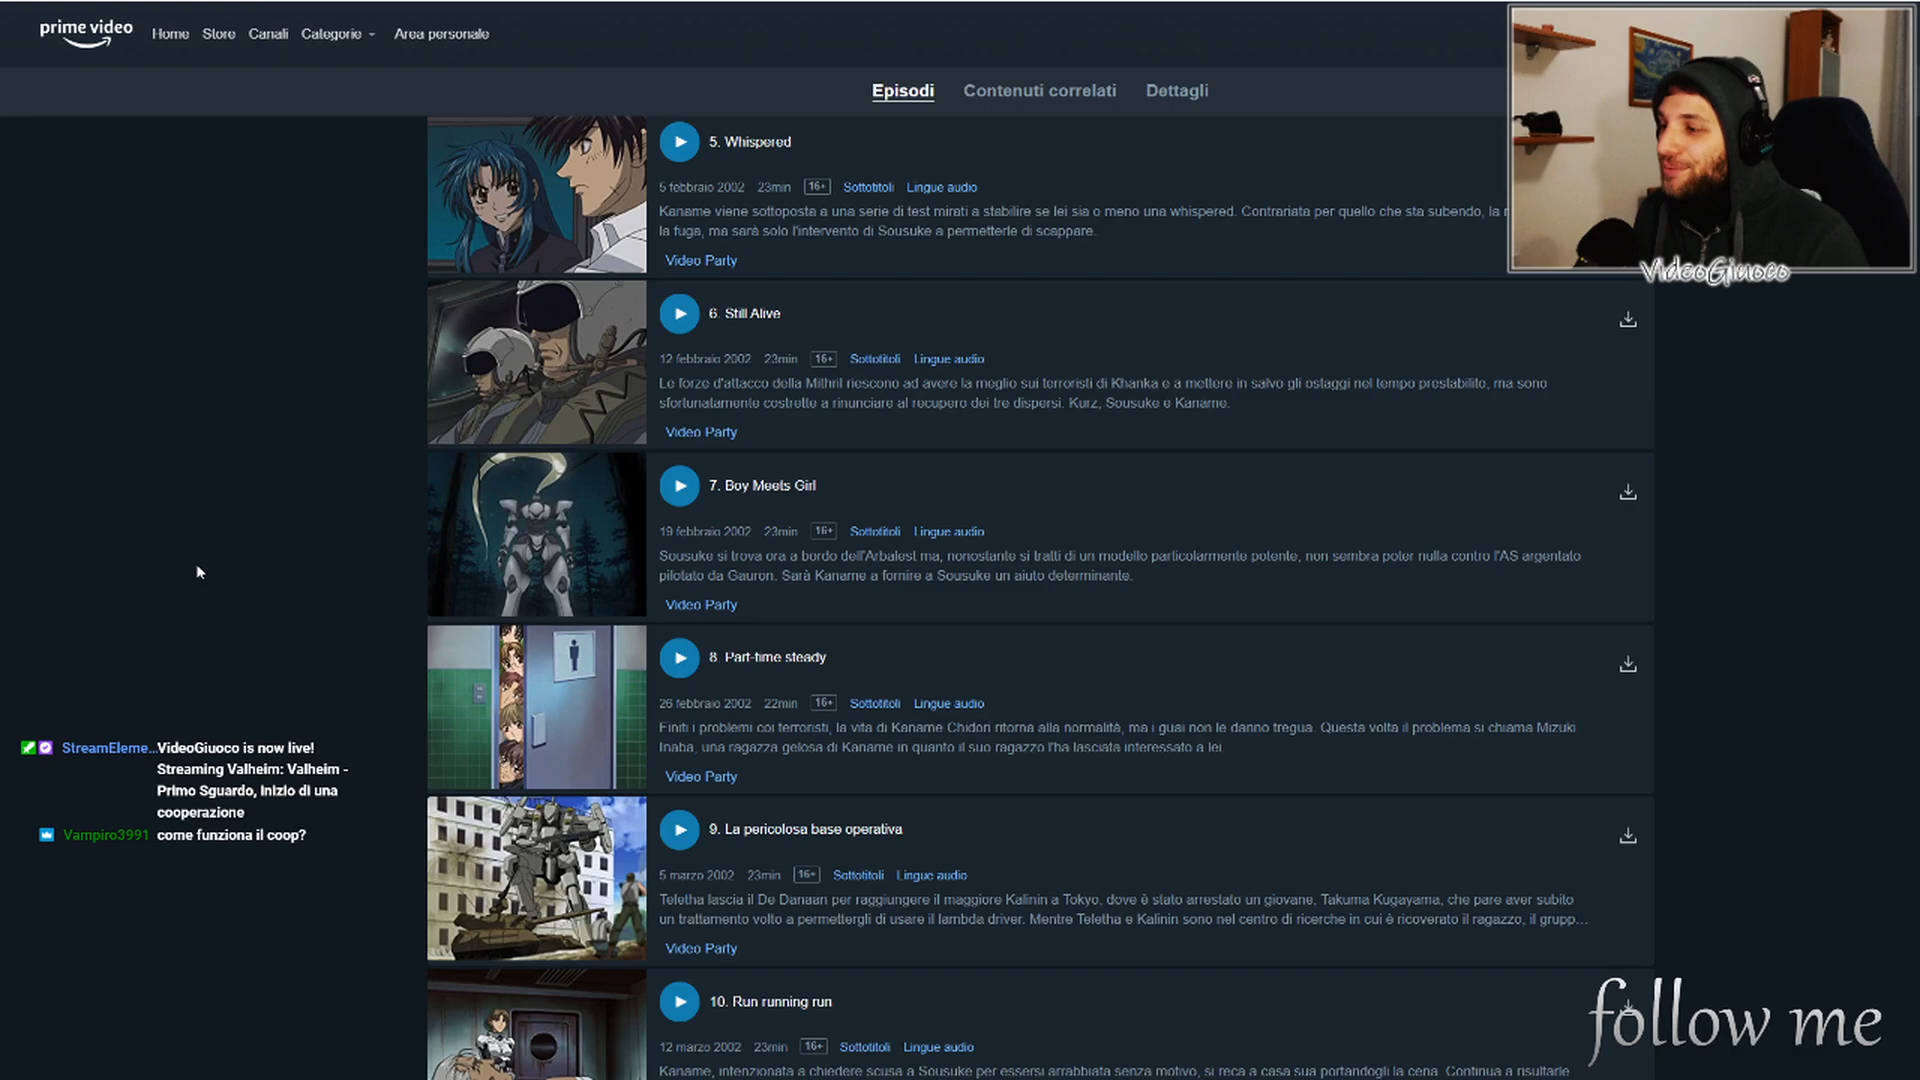 prime video
Home Store Canali Categorie Area personale
Episodi Contenuti correlati Dettagli
5. Whispered
5 febbraio 2002 23min 16+ Sottotitoli Lingue audio
Kaname viene sottoposta a una serie di test mirati a stabilire se lei sia o meno una whispered. Contrariata per quello che sta subendo, la
la fuga, ma sarà solo l'intervento di Sousuke a permetterle di scappare.
Video Party
VideoGiuoco
6. Still Alive
12 febbraio 2002 23min 16+ Sottotitoli Lingue audio
Le forze d'attacco della Mithril riescono ad avere la meglio sui terroristi di Khanka e a mettere in salvo gli ostaggi nel tempo prestabilito, ma sono
sfortunatamente costrette a rinunciare al recupero dei tre dispersi. Kurz, Sousuke e Kaname.
Video Party
7. Boy Meets Girl
19 febbraio 2002 23min 16+ Sottotitoli Lingue audio
Sousuke si trova ora a bordo dell'Arbalest ma, nonostante si tratti di un modello particolarmente potente, non sembra poter nulla contro l'AS argentato
pilotato da Gauron. Sarà Kaname a fornire a Sousuke un aiuto determinante.
Video Party
8. Part-time steady
26 febbraio 2002 22min 16+ Sottotitoli Lingue audio
Finiti i problemi coi terroristi, la vita di Kaname Chidori ritorna alla normalità, ma i guai non le danno tregua. Questa volta il problema si chiama Mizuki
Inaba, una ragazza gelosa di Kaname in quanto il suo ragazzo l'ha lasciata interessato a lei.
Video Party
StreamEleme... VideoGiuoco is now live!
Streaming Valheim: Valheim -
Primo Sguardo, inizio di una
cooperazione
Vampiro3991 come funziona il coop?
9. La pericolosa base operativa
5 marzo 2002 23min 16+ Sottotitoli Lingue audio
Teletha lascia il De Danaan per raggiungere il maggiore Kalinin a Tokyo, dove è stato arrestato un giovane, Takuma Kugayama, che pare aver subito
un trattamento volto a permettergli di usare il lambda driver. Mentre Teletha e Kalinin sono nel centro di ricerche in cui è ricoverato il ragazzo, il grupp...
Video Party
10. Run running run
12 marzo 2002 23min 16+ Sottotitoli Lingue audio
Kaname, intenzionata a chiedere scusa a Sousuke per essersi arrabbiata senza motivo, si reca a casa sua portandogli la cena. Continua a risultarle
follow me